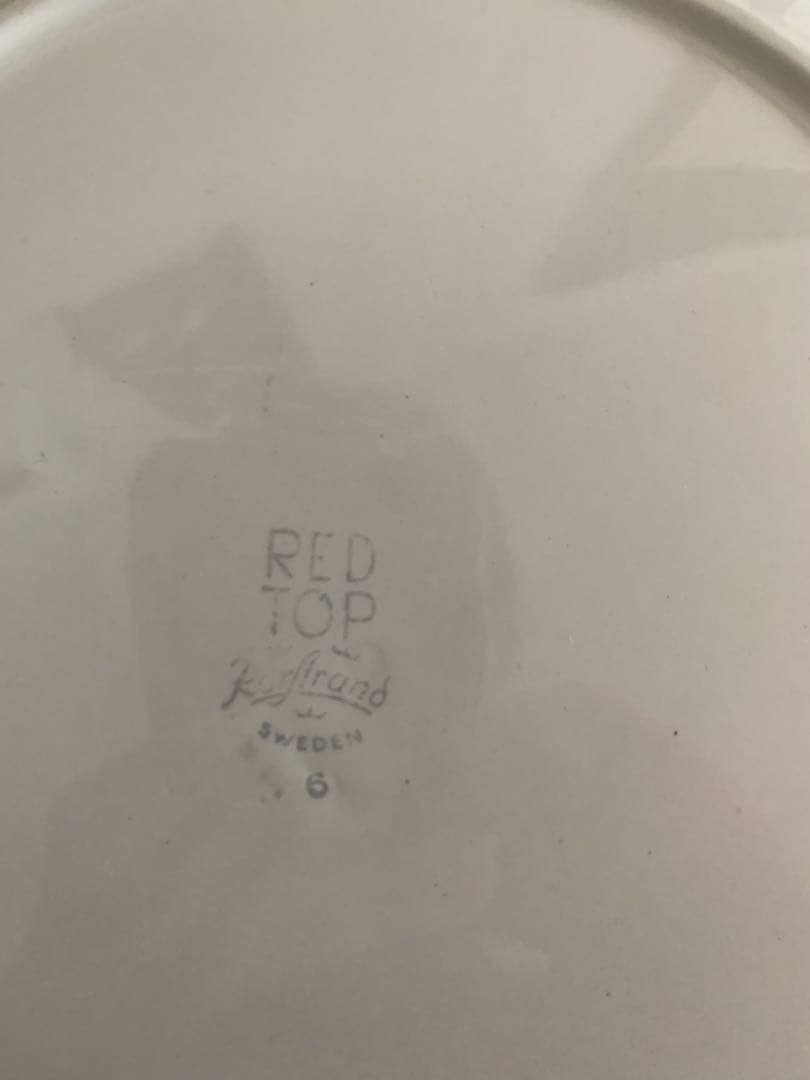 RED
TOP
Rörstrand
SWEDEN
6